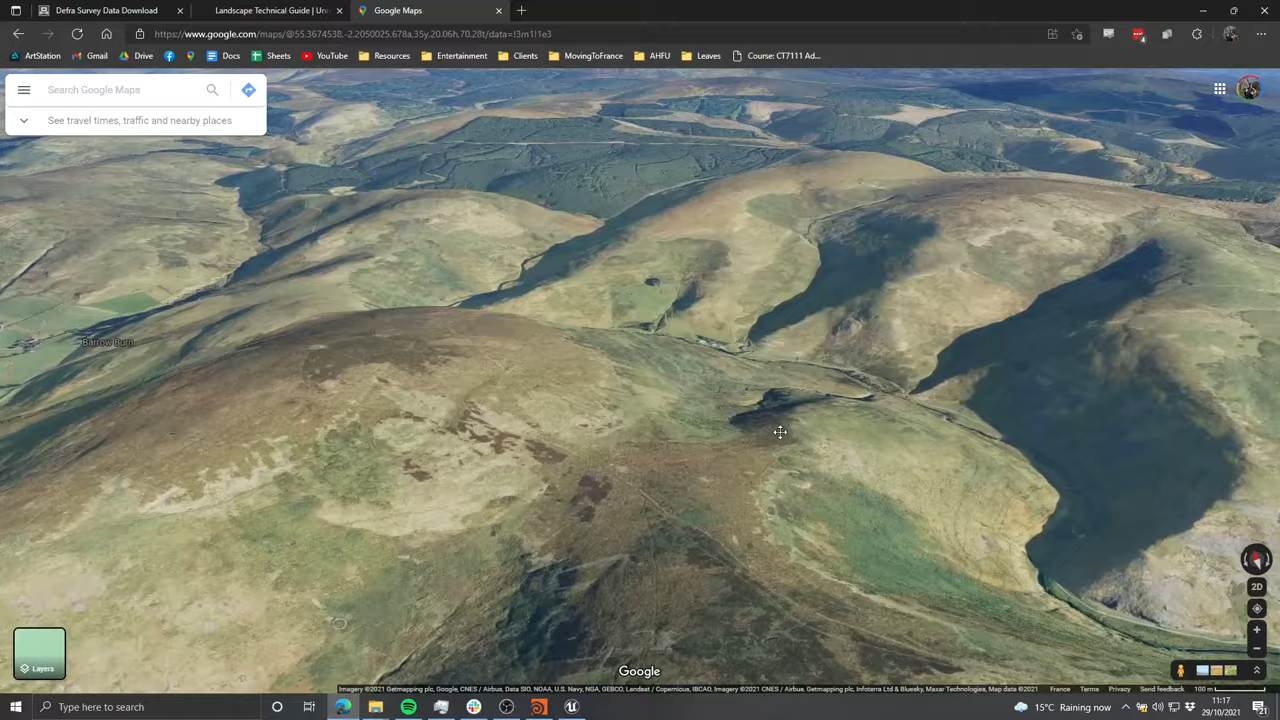 Defra Survey Data Download
Landscape Technical Guide | Un
Google Maps
https://www.google.com/maps/@55.3674538,-2.2050025.678a,35y,20.06h,70.28t/data=!3m1!1e3
ArtStation
Gmail
Drive
Docs
Sheets
YouTube
Resources
Entertainment
Clients
MovingToFrance
AHFU
Leaves
Course: CT7111 Ad...
Search Google Maps
See travel times, traffic and nearby places
Barrow Burn
2D
Layers
Google
Imagery ©2021 Getmapping plc, Google, CNES / Airbus, Data SIO, NOAA, U.S. Navy, NGA, GEBCO, Landsat / Copernicus, IBCAO, Imagery ©2021 CNES / Airbus, Getmapping plc, Infoterra Ltd & Bluesky, Maxar Technologies, Map data ©2021
France
Terms
Privacy
Send feedback
100 m
Type here to search
15°C Raining now
11:17
29/10/2021
21